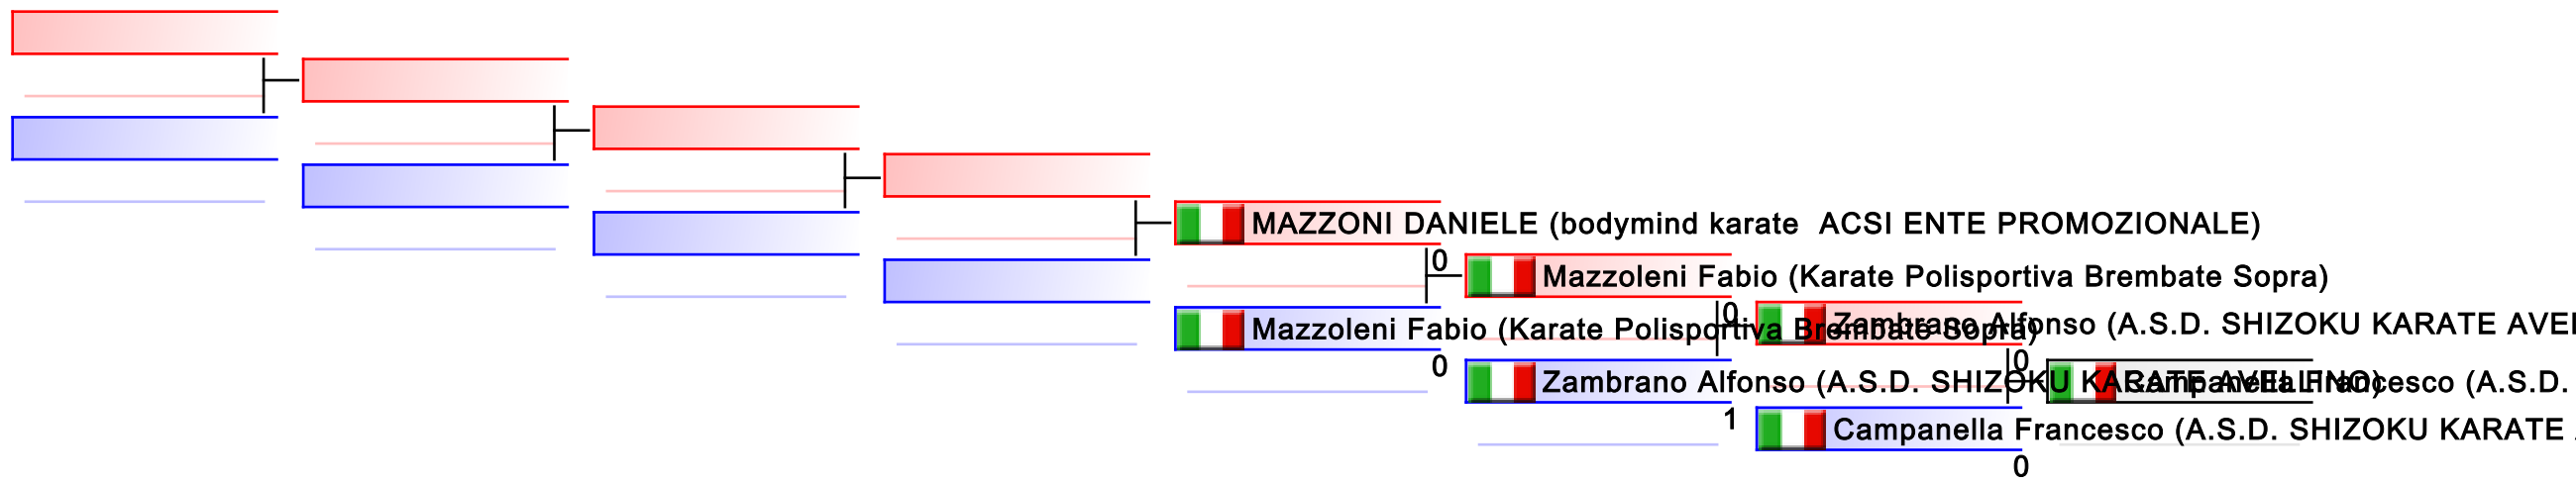 MAZZONI DANIELE (bodymind karate  ACSI ENTE PROMOZIONALE)
0
Mazzoleni Fabio (Karate Polisportiva Brembate Sopra)
0
Mazzoleni Fabio (Karate Polisportiva Brembate Sopra)
Zambrano Alfonso (A.S.D. SHIZOKU KARATE
0
0
Zambrano Alfonso (A.S.D. SHIZOKU KARATE AVELLINO)
Campanella Francesco (A.S.D.
1
Campanella Francesco (A.S.D. SHIZOKU KARATE
0